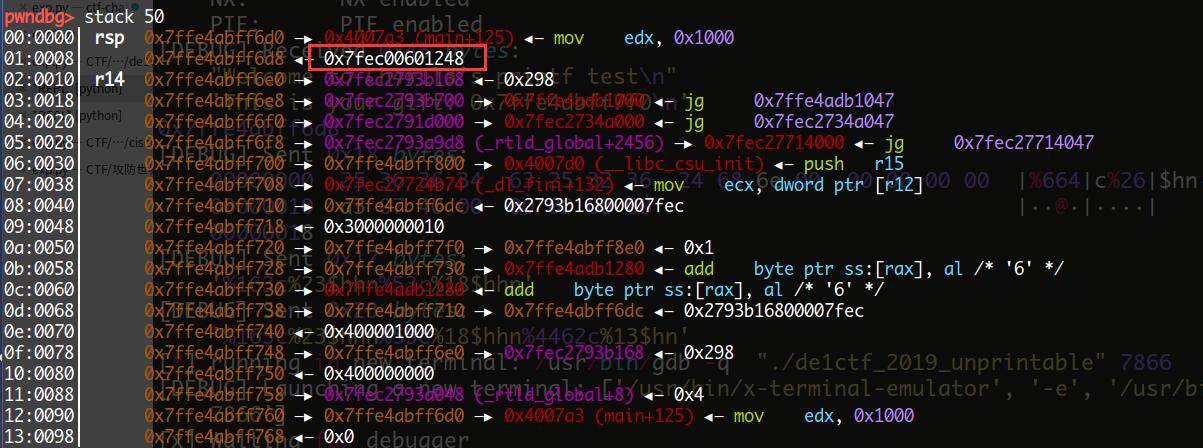 pwndbg> stack 50
00:0000│ rsp 0x7ffe4abff6d0 —▸ 0x4007a3 (main+125) ◂— mov edx, 0x1000
01:0008│ 0x7ffe4abff6d8 ◂— 0x7fec00601248
02:0010│ r14 0x7ffe4abff6e0 —▸ 0x7fec2793b168 ◂— 0x298
03:0018│ 0x7ffe4abff6e8 —▸ 0x7fec2793b700 —▸ 0x7ffe4adb1000 ◂— jg 0x7ffe4adb1047
04:0020│ 0x7ffe4abff6f0 —▸ 0x7fec2791d000 —▸ 0x7fec2734a000 ◂— jg 0x7fec2734a047
05:0028│ 0x7ffe4abff6f8 —▸ 0x7fec2793a9d8 (_rtld_global+2456) —▸ 0x7fec27714000 ◂— jg 0x7fec27714047
06:0030│ 0x7ffe4abff700 —▸ 0x7ffe4abff800 —▸ 0x4007d0 (__libc_csu_init) ◂— push r15
07:0038│ 0x7ffe4abff708 —▸ 0x7fec27724b74 (_dl_fini+132) ◂— mov ecx, dword ptr [r12]
08:0040│ 0x7ffe4abff710 —▸ 0x7ffe4abff6dc ◂— 0x2793b16800007fec
09:0048│ 0x7ffe4abff718 ◂— 0x3000000010
0a:0050│ 0x7ffe4abff720 —▸ 0x7ffe4abff7f0 —▸ 0x7ffe4abff8e0 ◂— 0x1
0b:0058│ 0x7ffe4abff728 —▸ 0x7ffe4abff730 —▸ 0x7ffe4adb1280 ◂— add byte ptr ss:[rax], al /* '6' */
0c:0060│ 0x7ffe4abff730 —▸ 0x7ffe4adb1280 ◂— add byte ptr ss:[rax], al /* '6' */
0d:0068│ 0x7ffe4abff738 —▸ 0x7ffe4abff6dc ◂— 0x2793b16800007fec
0e:0070│ 0x7ffe4abff740 ◂— 0x400001000
0f:0078│ 0x7ffe4abff748 —▸ 0x7ffe4abff6e0 —▸ 0x7fec2793b168 ◂— 0x298
10:0080│ 0x7ffe4abff750 ◂— 0x400000000
11:0088│ 0x7ffe4abff758 —▸ 0x7fec2793a048 (_rtld_global+8) ◂— 0x4
12:0090│ 0x7ffe4abff760 —▸ 0x7ffe4abff6d0 —▸ 0x4007a3 (main+125) ◂— mov edx, 0x1000
13:0098│ 0x7ffe4abff768 ◂— 0x0